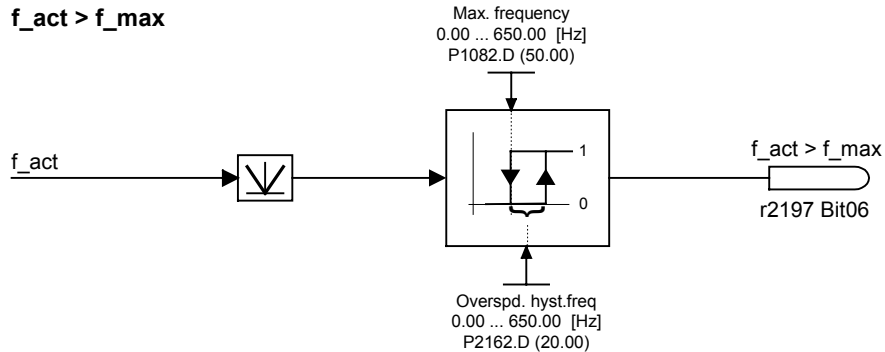 f_act > f_max
Max. frequency
0.00 ... 650.00 [Hz]
P1082.D (50.00)
f_act
1
0
f_act > f_max
r2197 Bit06
Overspd. hyst.freq
0.00 ... 650.00 [Hz]
P2162.D (20.00)